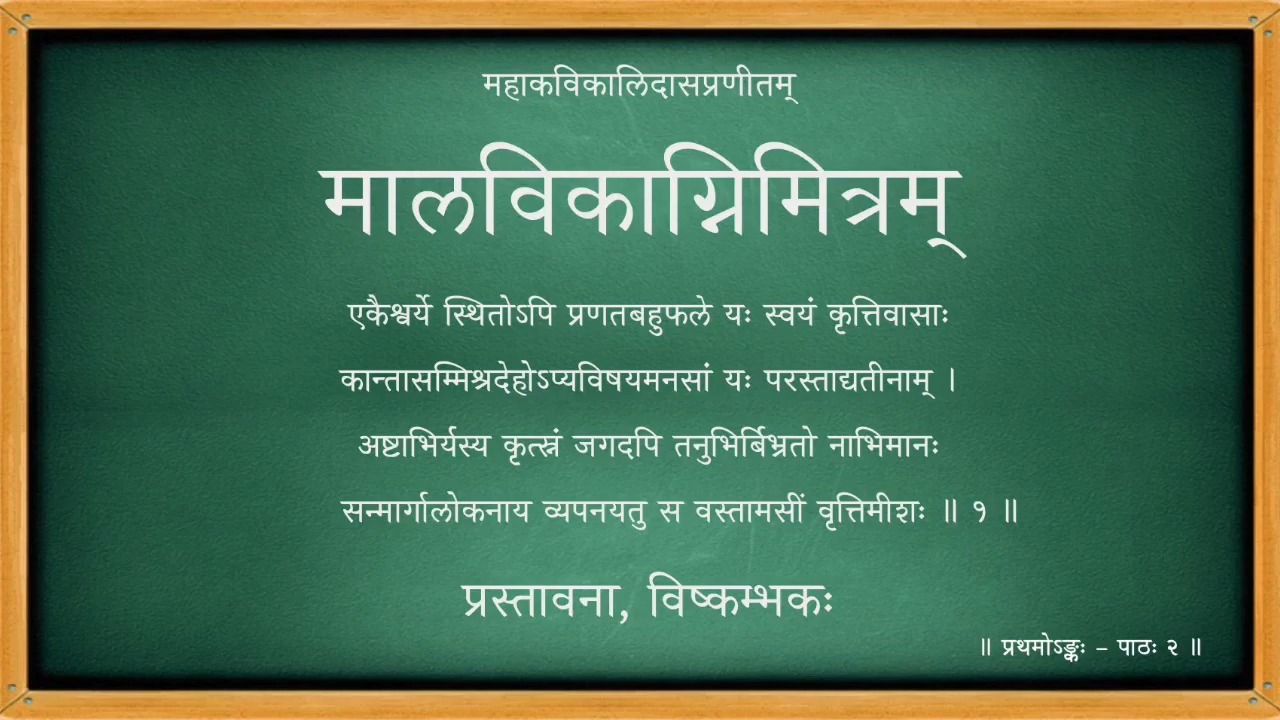 महाकविकालिदासप्रणीतम्
मालविकाग्निमित्रम्
एकैश्वर्ये स्थितोऽपि प्रणतबहुफले यः स्वयं कृत्तिवासाः
कान्तासम्मिश्रदेहोऽप्यविषयमनसां यः परस्ताद्यतीनाम् ।
अष्टाभिर्यस्य कृत्स्नं जगदपि तनुभिर्बिभ्रतो नाभिमानः
सन्मार्गालोकनाय व्यपनयतु स वस्तामसीं वृत्तिमीशः ॥ १ ॥
प्रस्तावना, विष्कम्भकः
॥ प्रथमोऽङ्कः – पाठः २ ॥